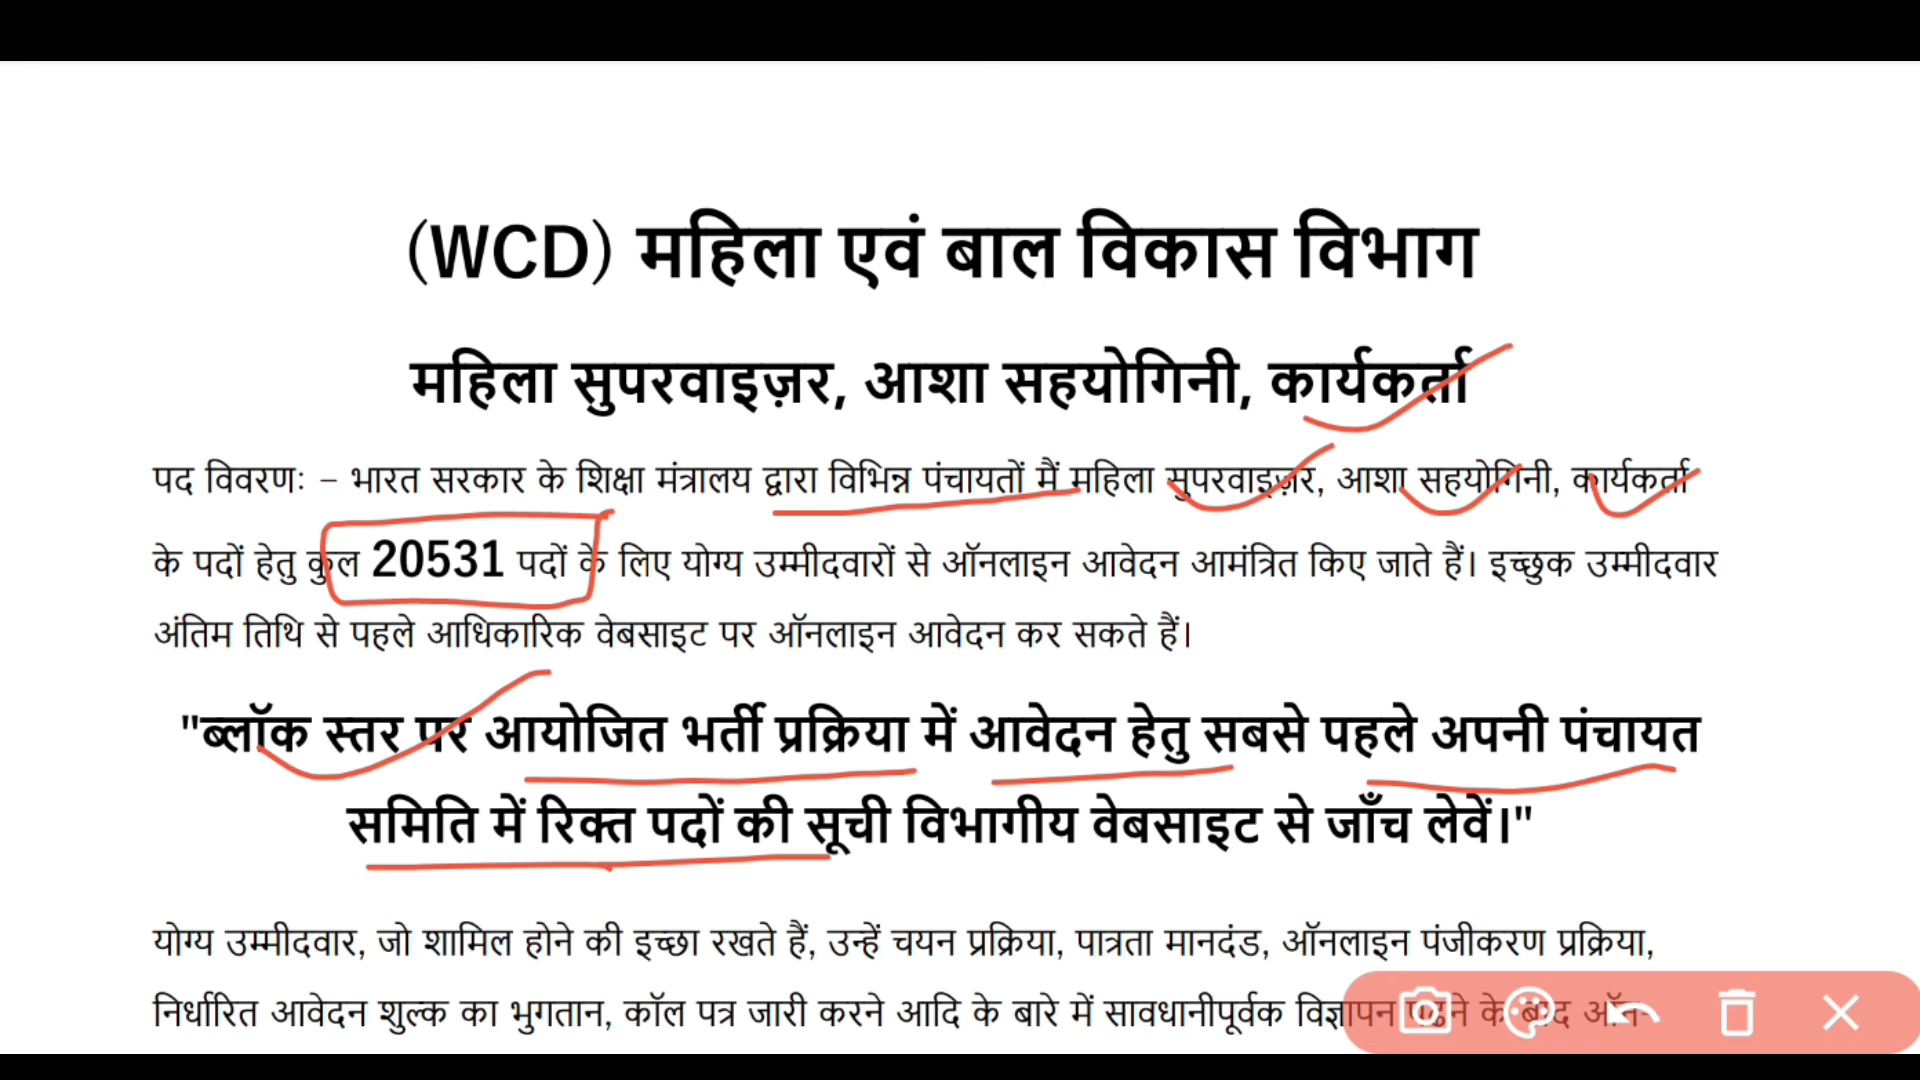 (WCD) महिला एवं बाल विकास विभाग
महिला सुपरवाइज़र, आशा सहयोगिनी, कार्यकर्ता
पद विवरणः – भारत सरकार के शिक्षा मंत्रालय द्वारा विभिन्न पंचायतों मैं महिला सुपरवाइज़र, आशा सहयोगिनी, कार्यकर्ता
के पदों हेतु कुल 20531 पदों के लिए योग्य उम्मीदवारों से ऑनलाइन आवेदन आमंत्रित किए जाते हैं। इच्छुक उम्मीदवार
अंतिम तिथि से पहले आधिकारिक वेबसाइट पर ऑनलाइन आवेदन कर सकते हैं।
"ब्लॉक स्तर पर आयोजित भर्ती प्रक्रिया में आवेदन हेतु सबसे पहले अपनी पंचायत
समिति में रिक्त पदों की सूची विभागीय वेबसाइट से जाँच लेवें।"
योग्य उम्मीदवार, जो शामिल होने की इच्छा रखते हैं, उन्हें चयन प्रक्रिया, पात्रता मानदंड, ऑनलाइन पंजीकरण प्रक्रिया,
निर्धारित आवेदन शुल्क का भुगतान, कॉल पत्र जारी करने आदि के बारे में सावधानीपूर्वक विज्ञापन पढने के बाद ऑन-